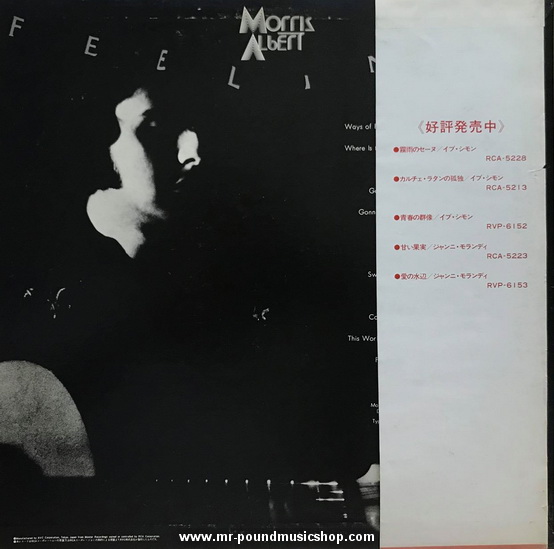 MORRIS
ALBERT
F E E L I
Ways of
Where Is
Gonn
Sw
This Wor
《好評発売中》
●霧雨のセーヌ／イブ・シモン
RCA-5228
●カルチェ・ラタンの孤独／イブ・シモン
RCA-5213
●青春の群像／イブ・シモン
RVP-6152
●甘い果実／ジャンニ・モランディ
RCA-5223
●愛の水辺／ジャンニ・モランディ
RVP-6153
www.mr-poundmusicshop.com